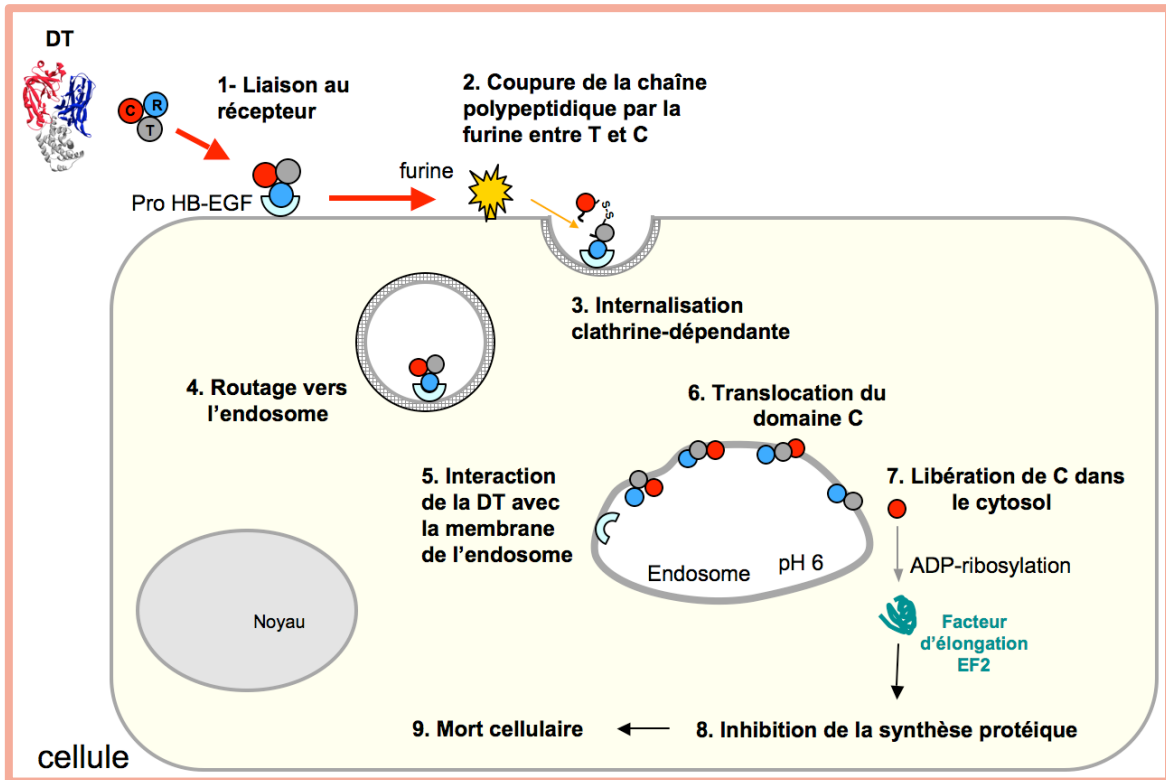 DT
C
R
T
1- Liaison au
récepteur
2. Coupure de la chaîne
polypeptidique par la
furine entre T et C
furine
Pro HB-EGF
S-S
3. Internalisation
clathrine-dépendante
4. Routage vers
l'endosome
6. Translocation du
domaine C
5. Interaction
de la DT avec
la membrane
de l'endosome
7. Libération de C dans
le cytosol
Endosome
pH 6
ADP-ribosylation
Noyau
Facteur
d'élongation
EF2
9. Mort cellulaire
8. Inhibition de la synthèse protéique
cellule